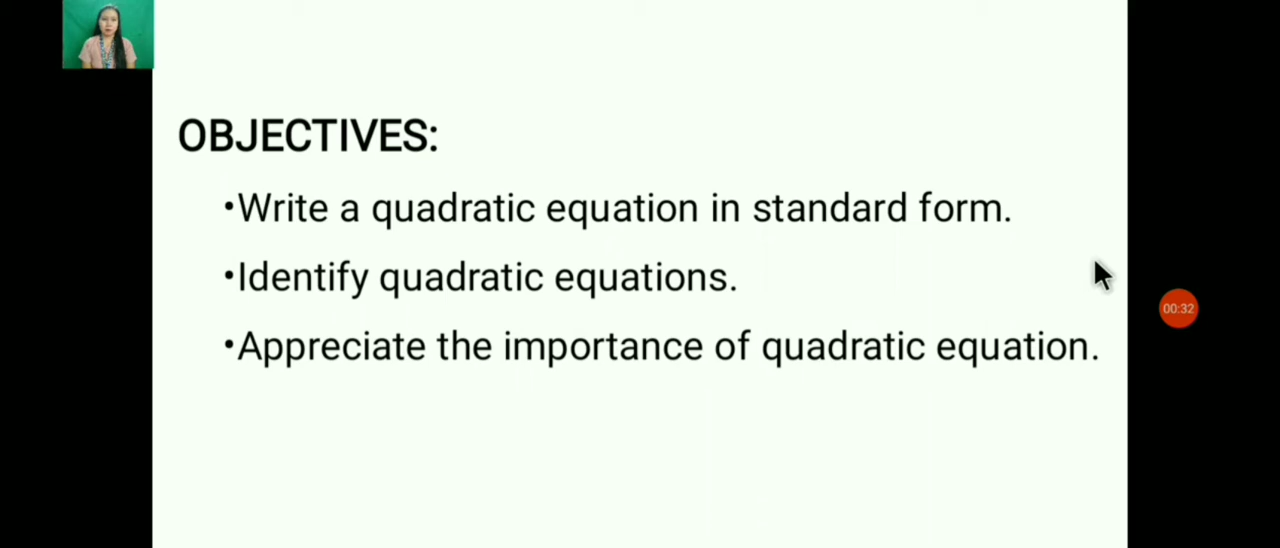 OBJECTIVES:
•Write a quadratic equation in standard form.
•Identify quadratic equations.
00:32
•Appreciate the importance of quadratic equation.